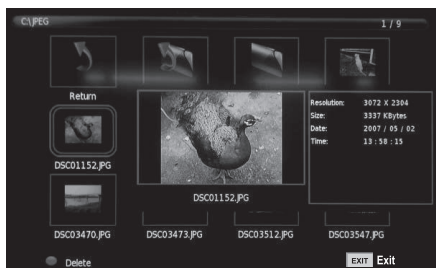 C:\JPEG
1 / 9
Return
Resolution: 3072 X 2304
Size: 3337 KBytes
Date: 2007 / 05 / 02
Time: 13 : 58 : 15
DSC01152.JPG
DSC01152.JPG
DSC03470.JPG DSC03473.JPG DSC03512.JPG DSC03547.JPG
Delete
EXIT Exit